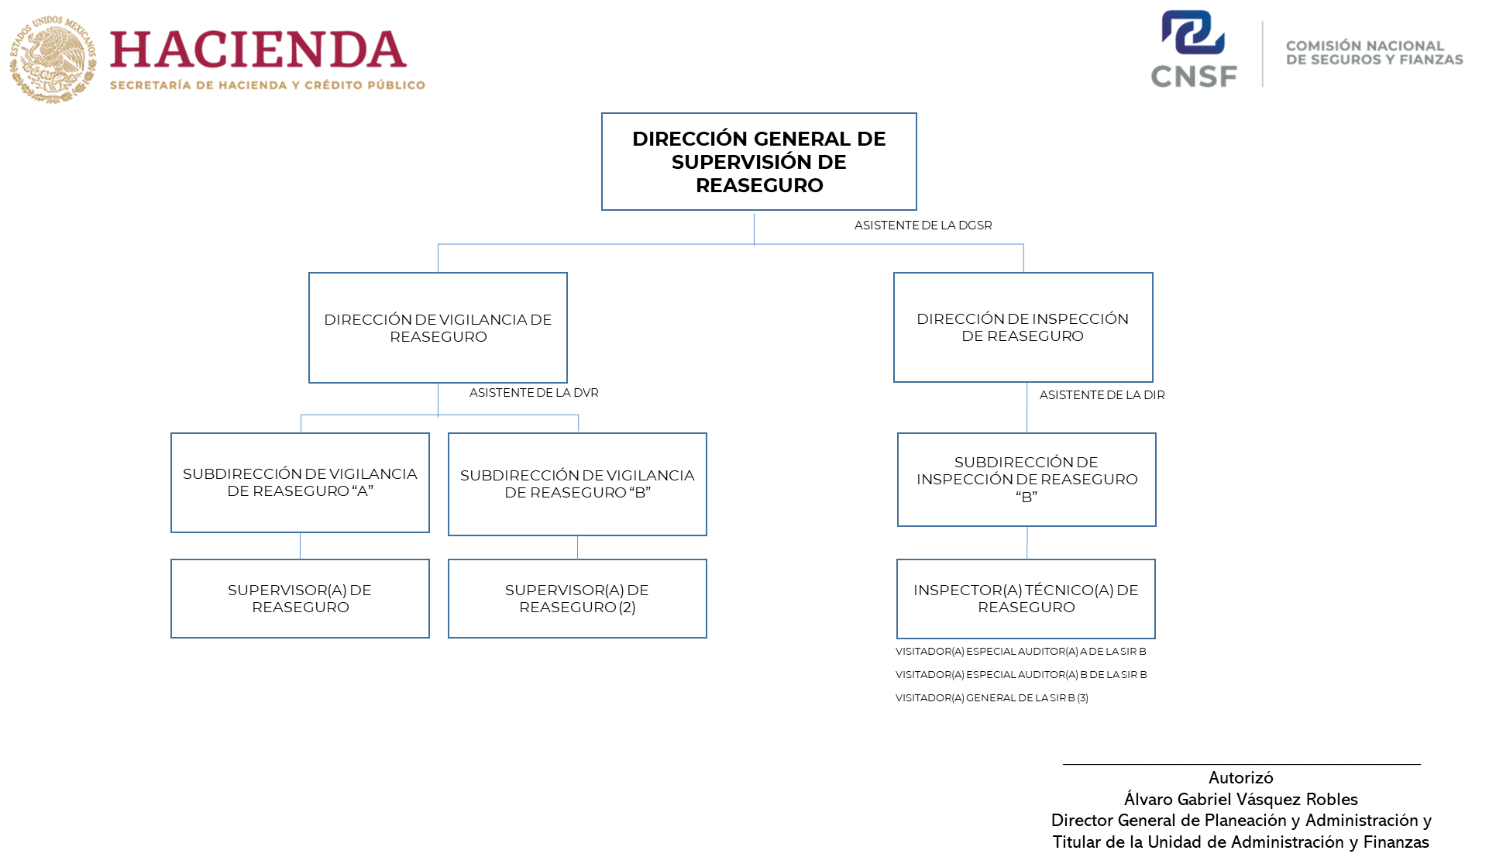 ESTADOS UNIDOS MEXICANOS
HACIENDA
SECRETARÍA DE HACIENDA Y CRÉDITO PÚBLICO
CNSF
COMISIÓN NACIONAL
DE SEGUROS Y FIANZAS
DIRECCIÓN GENERAL DE
SUPERVISIÓN DE
REASEGURO
ASISTENTE DE LA DGSR
DIRECCIÓN DE VIGILANCIA DE
REASEGURO
DIRECCIÓN DE INSPECCIÓN
DE REASEGURO
ASISTENTE DE LA DVR
ASISTENTE DE LA DIR
SUBDIRECCIÓN DE VIGILANCIA
DE REASEGURO “A”
SUBDIRECCIÓN DE VIGILANCIA
DE REASEGURO “B”
SUBDIRECCIÓN DE
INSPECCIÓN DE REASEGURO
“B”
SUPERVISOR(A) DE
REASEGURO
SUPERVISOR(A) DE
REASEGURO (2)
INSPECTOR(A) TÉCNICO(A) DE
REASEGURO
VISITADOR(A) ESPECIAL AUDITOR(A) A DE LA SIR B
VISITADOR(A) ESPECIAL AUDITOR(A) B DE LA SIR B
VISITADOR(A) GENERAL DE LA SIR B (3)
Autorizó
Álvaro Gabriel Vásquez Robles
Director General de Planeación y Administración y
Titular de la Unidad de Administración y Finanzas